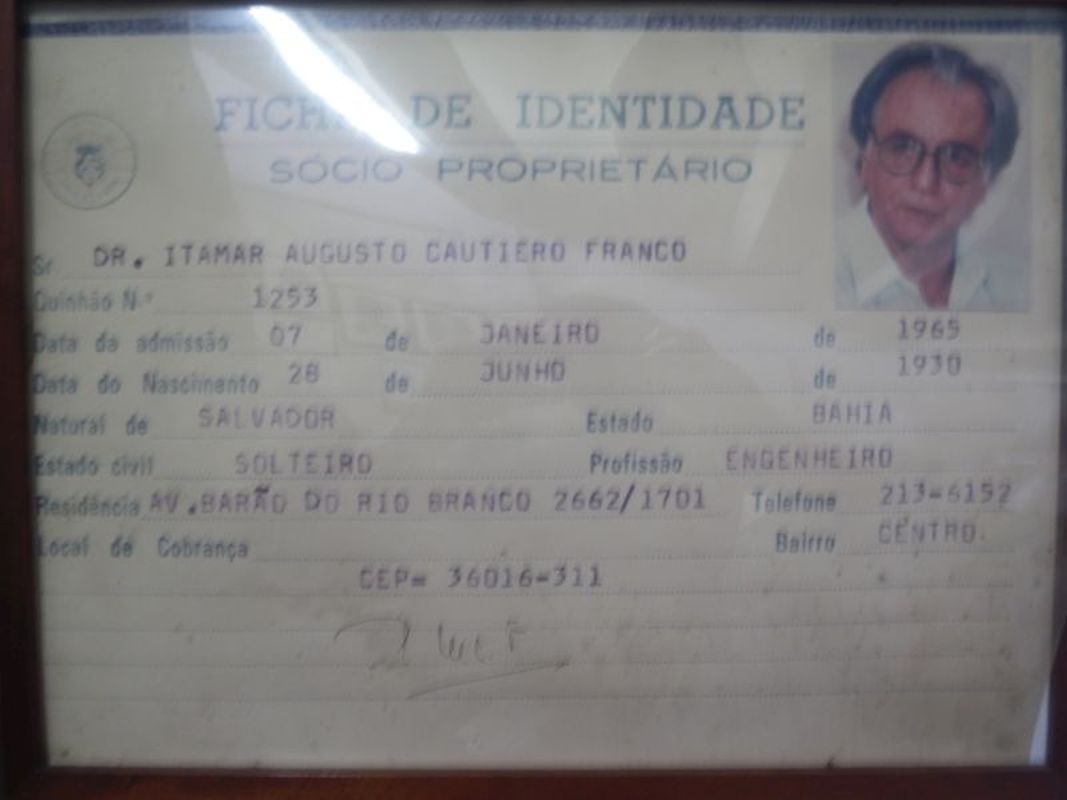 FICHA DE IDENTIDADE
SÓCIO PROPRIETÁRIO
Sr DR. ITAMAR AUGUSTO CAUTIERO FRANCO
Quinhão N.º 1253
Data da admissão 07 de JANEIRO de 1965
Data do Nascimento 28 de JUNHO de 1930
Natural de SALVADOR Estado BAHIA
Estado civil SOLTEIRO Profissão ENGENHEIRO
Residência AV.BARÃO DO RIO BRANCO 2662/1701 Telefone 213=6152
Local de Cobrança Bairro CENTRO
CEP= 36016=311